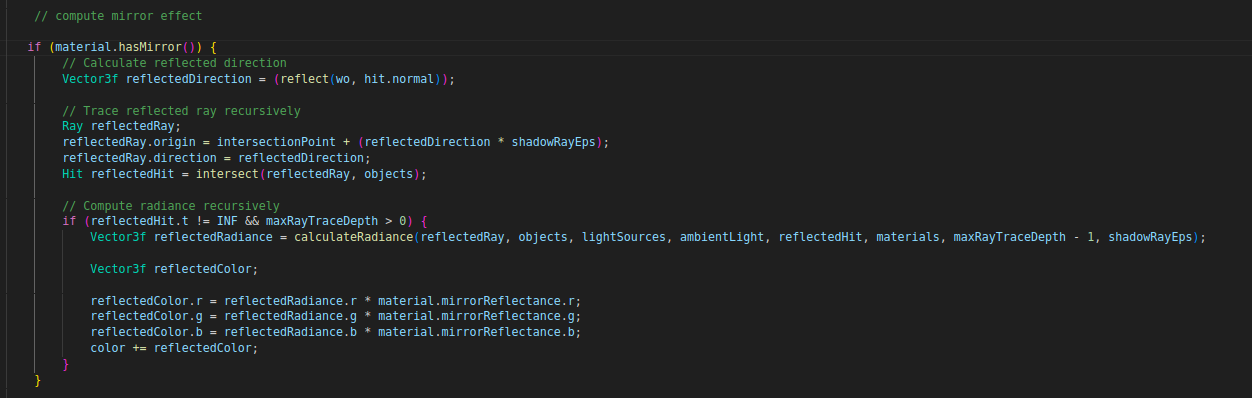 // compute mirror effect
if (material.hasMirror()) {
// Calculate reflected direction
Vector3f reflectedDirection = (reflect(wo, hit.normal));
// Trace reflected ray recursively
Ray reflectedRay;
reflectedRay.origin = intersectionPoint + (reflectedDirection * shadowRayEps);
reflectedRay.direction = reflectedDirection;
Hit reflectedHit = intersect(reflectedRay, objects);
// Compute radiance recursively
if (reflectedHit.t != INF && maxRayTraceDepth > 0) {
Vector3f reflectedRadiance = calculateRadiance(reflectedRay, objects, lightSources, ambientLight, reflectedHit, materials, maxRayTraceDepth - 1, shadowRayEps);
Vector3f reflectedColor;
reflectedColor.r = reflectedRadiance.r * material.mirrorReflectance.r;
reflectedColor.g = reflectedRadiance.g * material.mirrorReflectance.g;
reflectedColor.b = reflectedRadiance.b * material.mirrorReflectance.b;
color += reflectedColor;
}
}